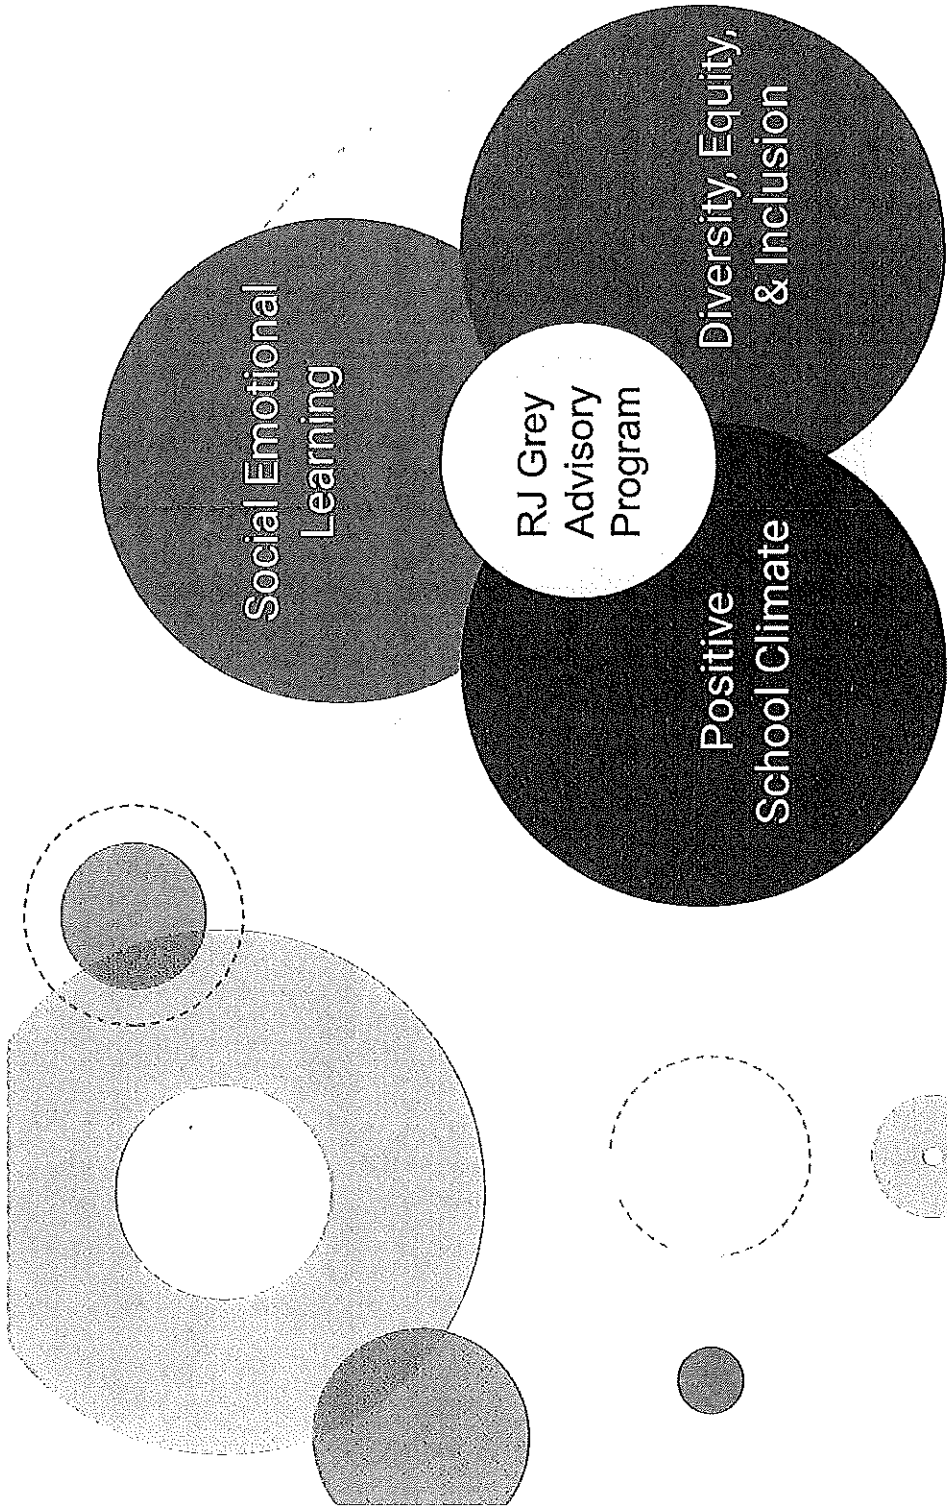 Social Emotional
Learning
RJ Grey
Advisory
Program
Positive
School Climate
Diversity, Equity,
& Inclusion